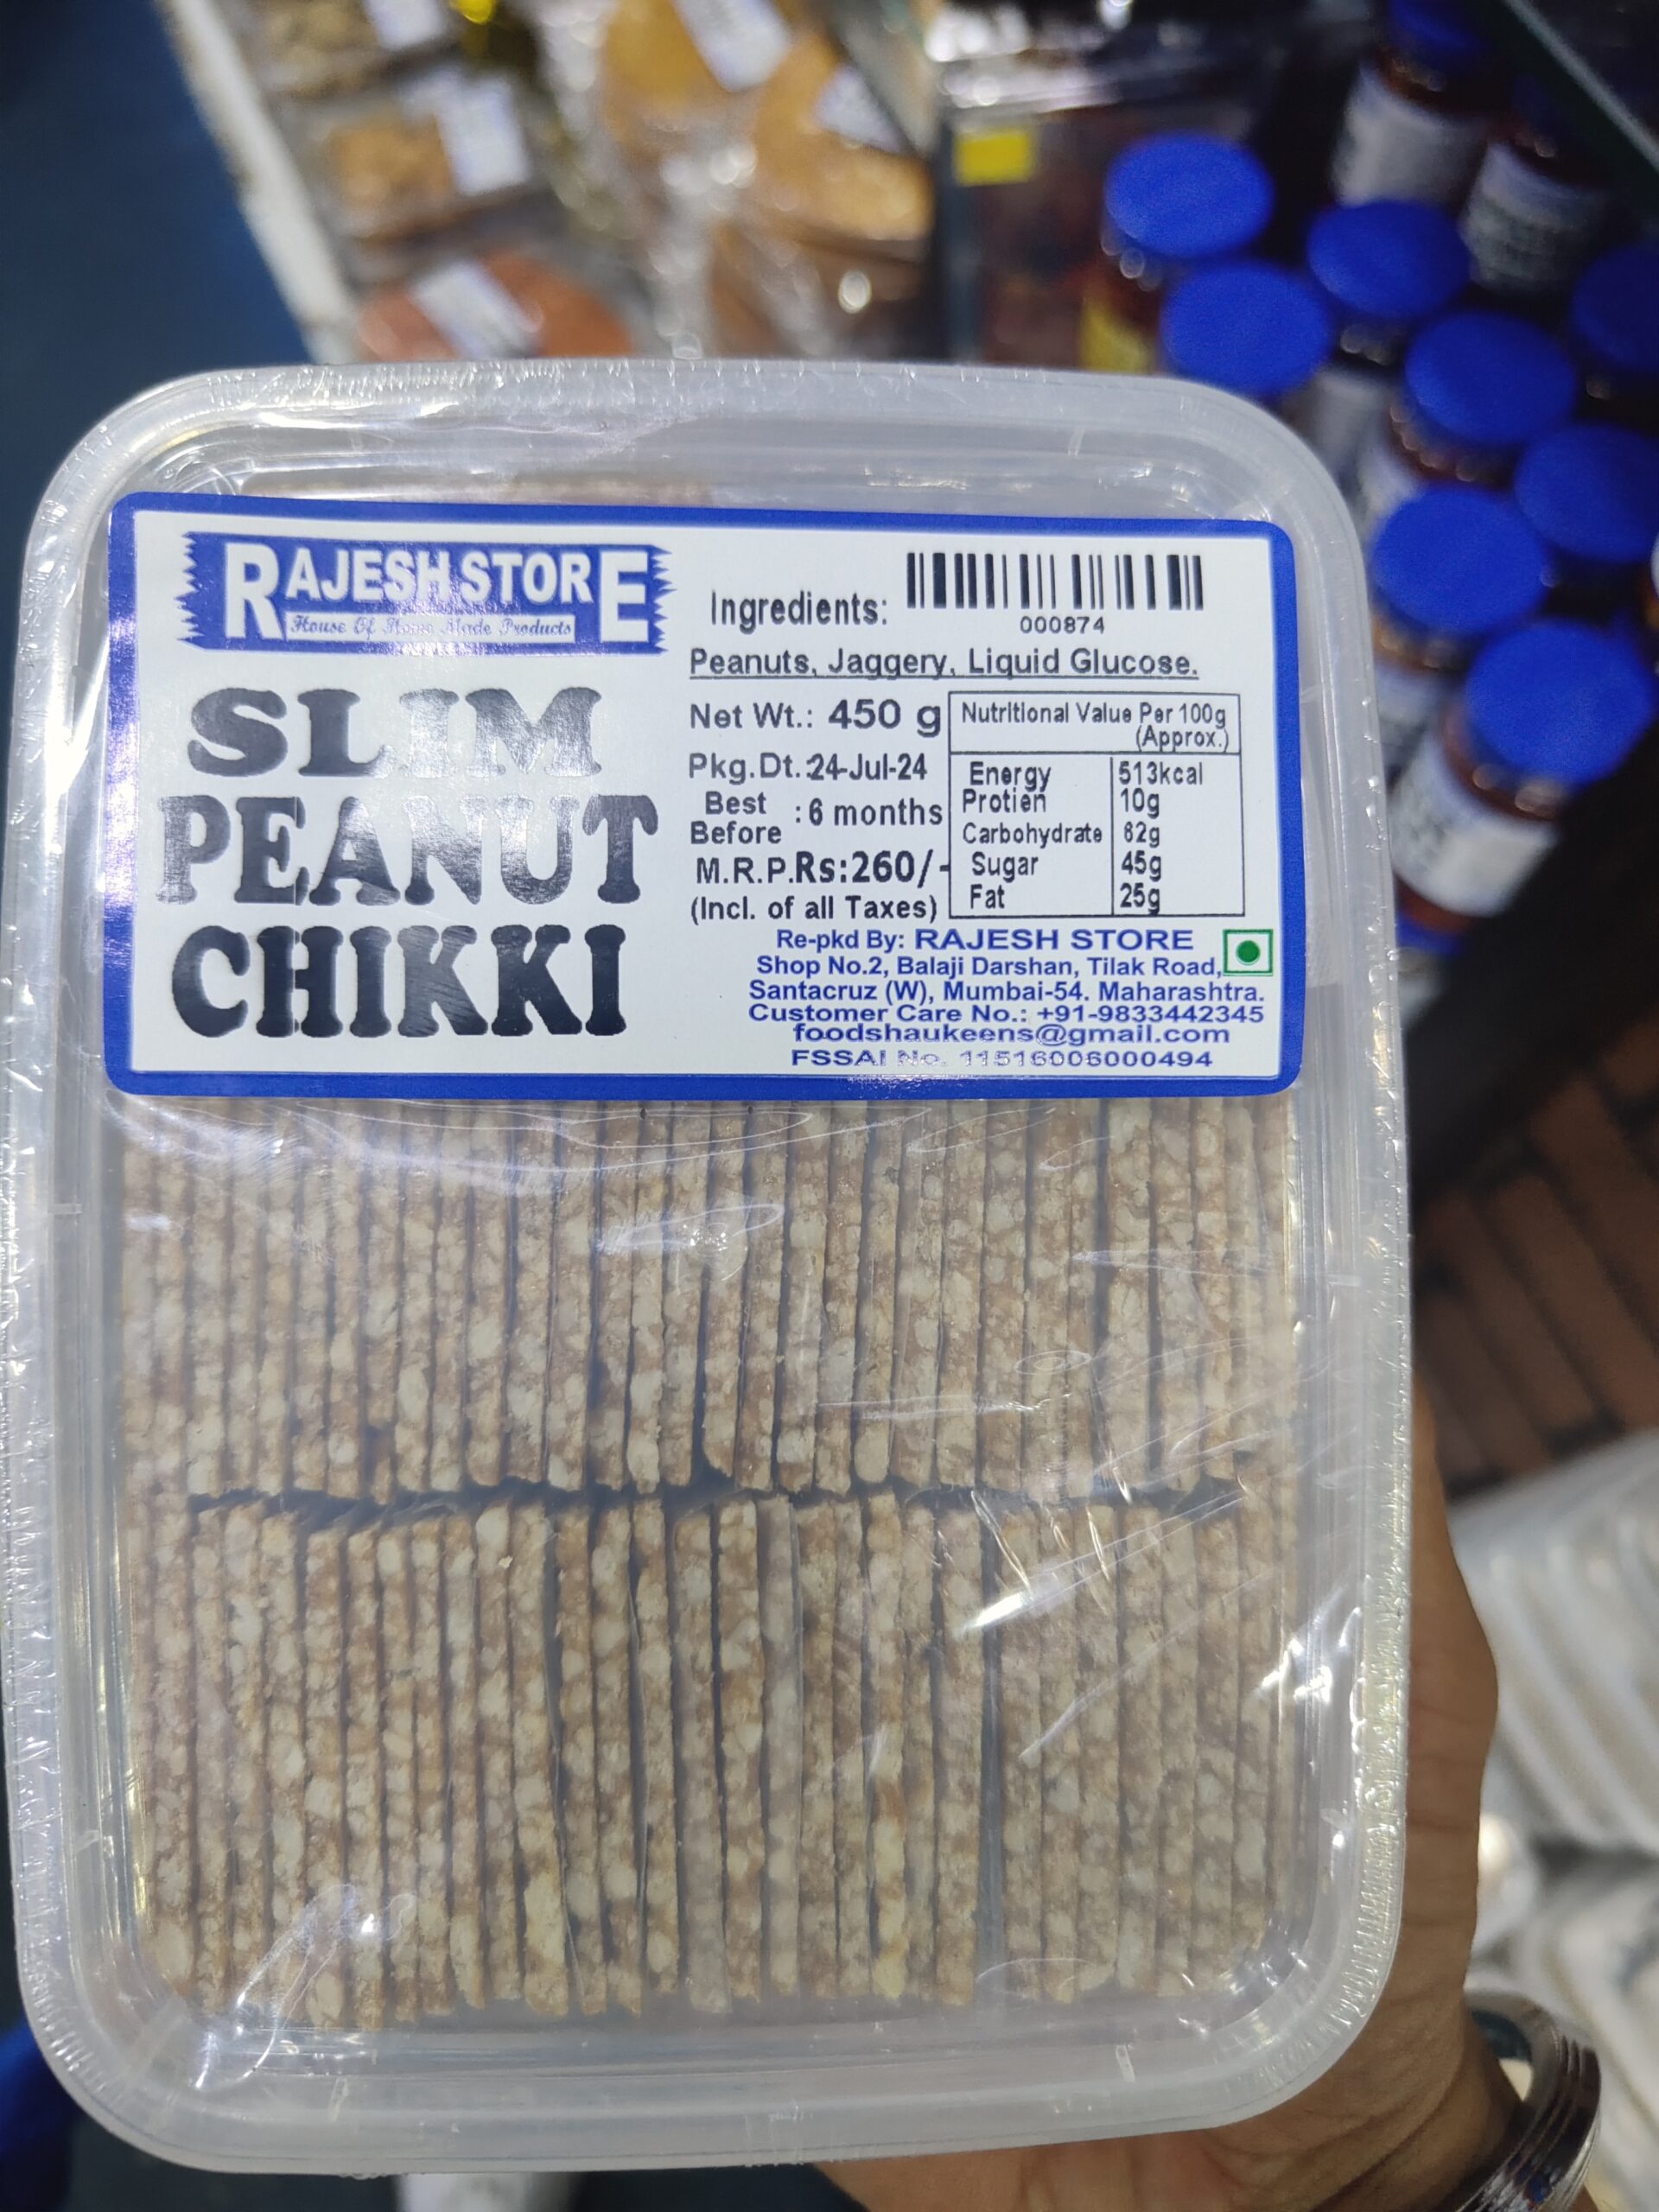 RAJESH STORE
House Of Home Made Products
SLIM
PEANUT
CHIKKI
Ingredients:
000874
Peanuts, Jaggery, Liquid Glucose.
Net Wt.: 450 g
Pkg.Dt.:24-Jul-24
Best Before :6 months
M.R.P.Rs:260/-
(Incl. of all Taxes)
Nutritional Value Per 100g
(Approx.)
Energy 513kcal
Protien 10g
Carbohydrate 62g
Sugar 45g
Fat 25g
Re-pkd By: RAJESH STORE
Shop No.2, Balaji Darshan, Tilak Road,
Santacruz (W), Mumbai-54. Maharashtra.
Customer Care No.: +91-9833442345
foodshaukeens@gmail.com
FSSAI No. 11516006000494